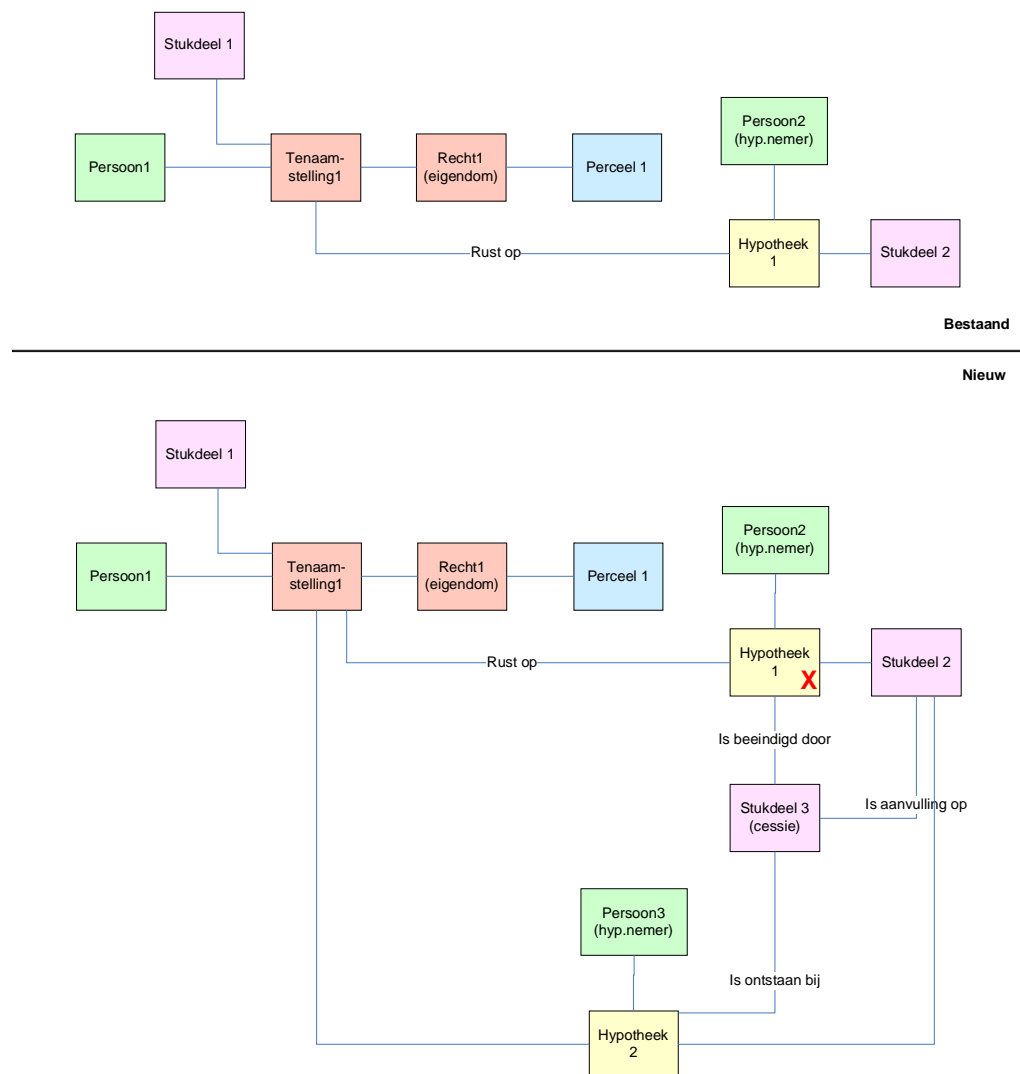 Stukdeel 1
Persoon2
(hyp.nemer)
Persoon1
Tenaam-
stelling1
Recht1
(eigendom)
Perceel 1
Rust op
Hypotheek
1
Stukdeel 2
Bestaand
Nieuw
Stukdeel 1
Persoon2
(hyp.nemer)
Persoon1
Tenaam-
stelling1
Recht1
(eigendom)
Perceel 1
Rust op
Hypotheek
1
X
Stukdeel 2
Is beeindigd door
Stukdeel 3
(cessie)
Is aanvulling op
Persoon3
(hyp.nemer)
Is ontstaan bij
Hypotheek
2